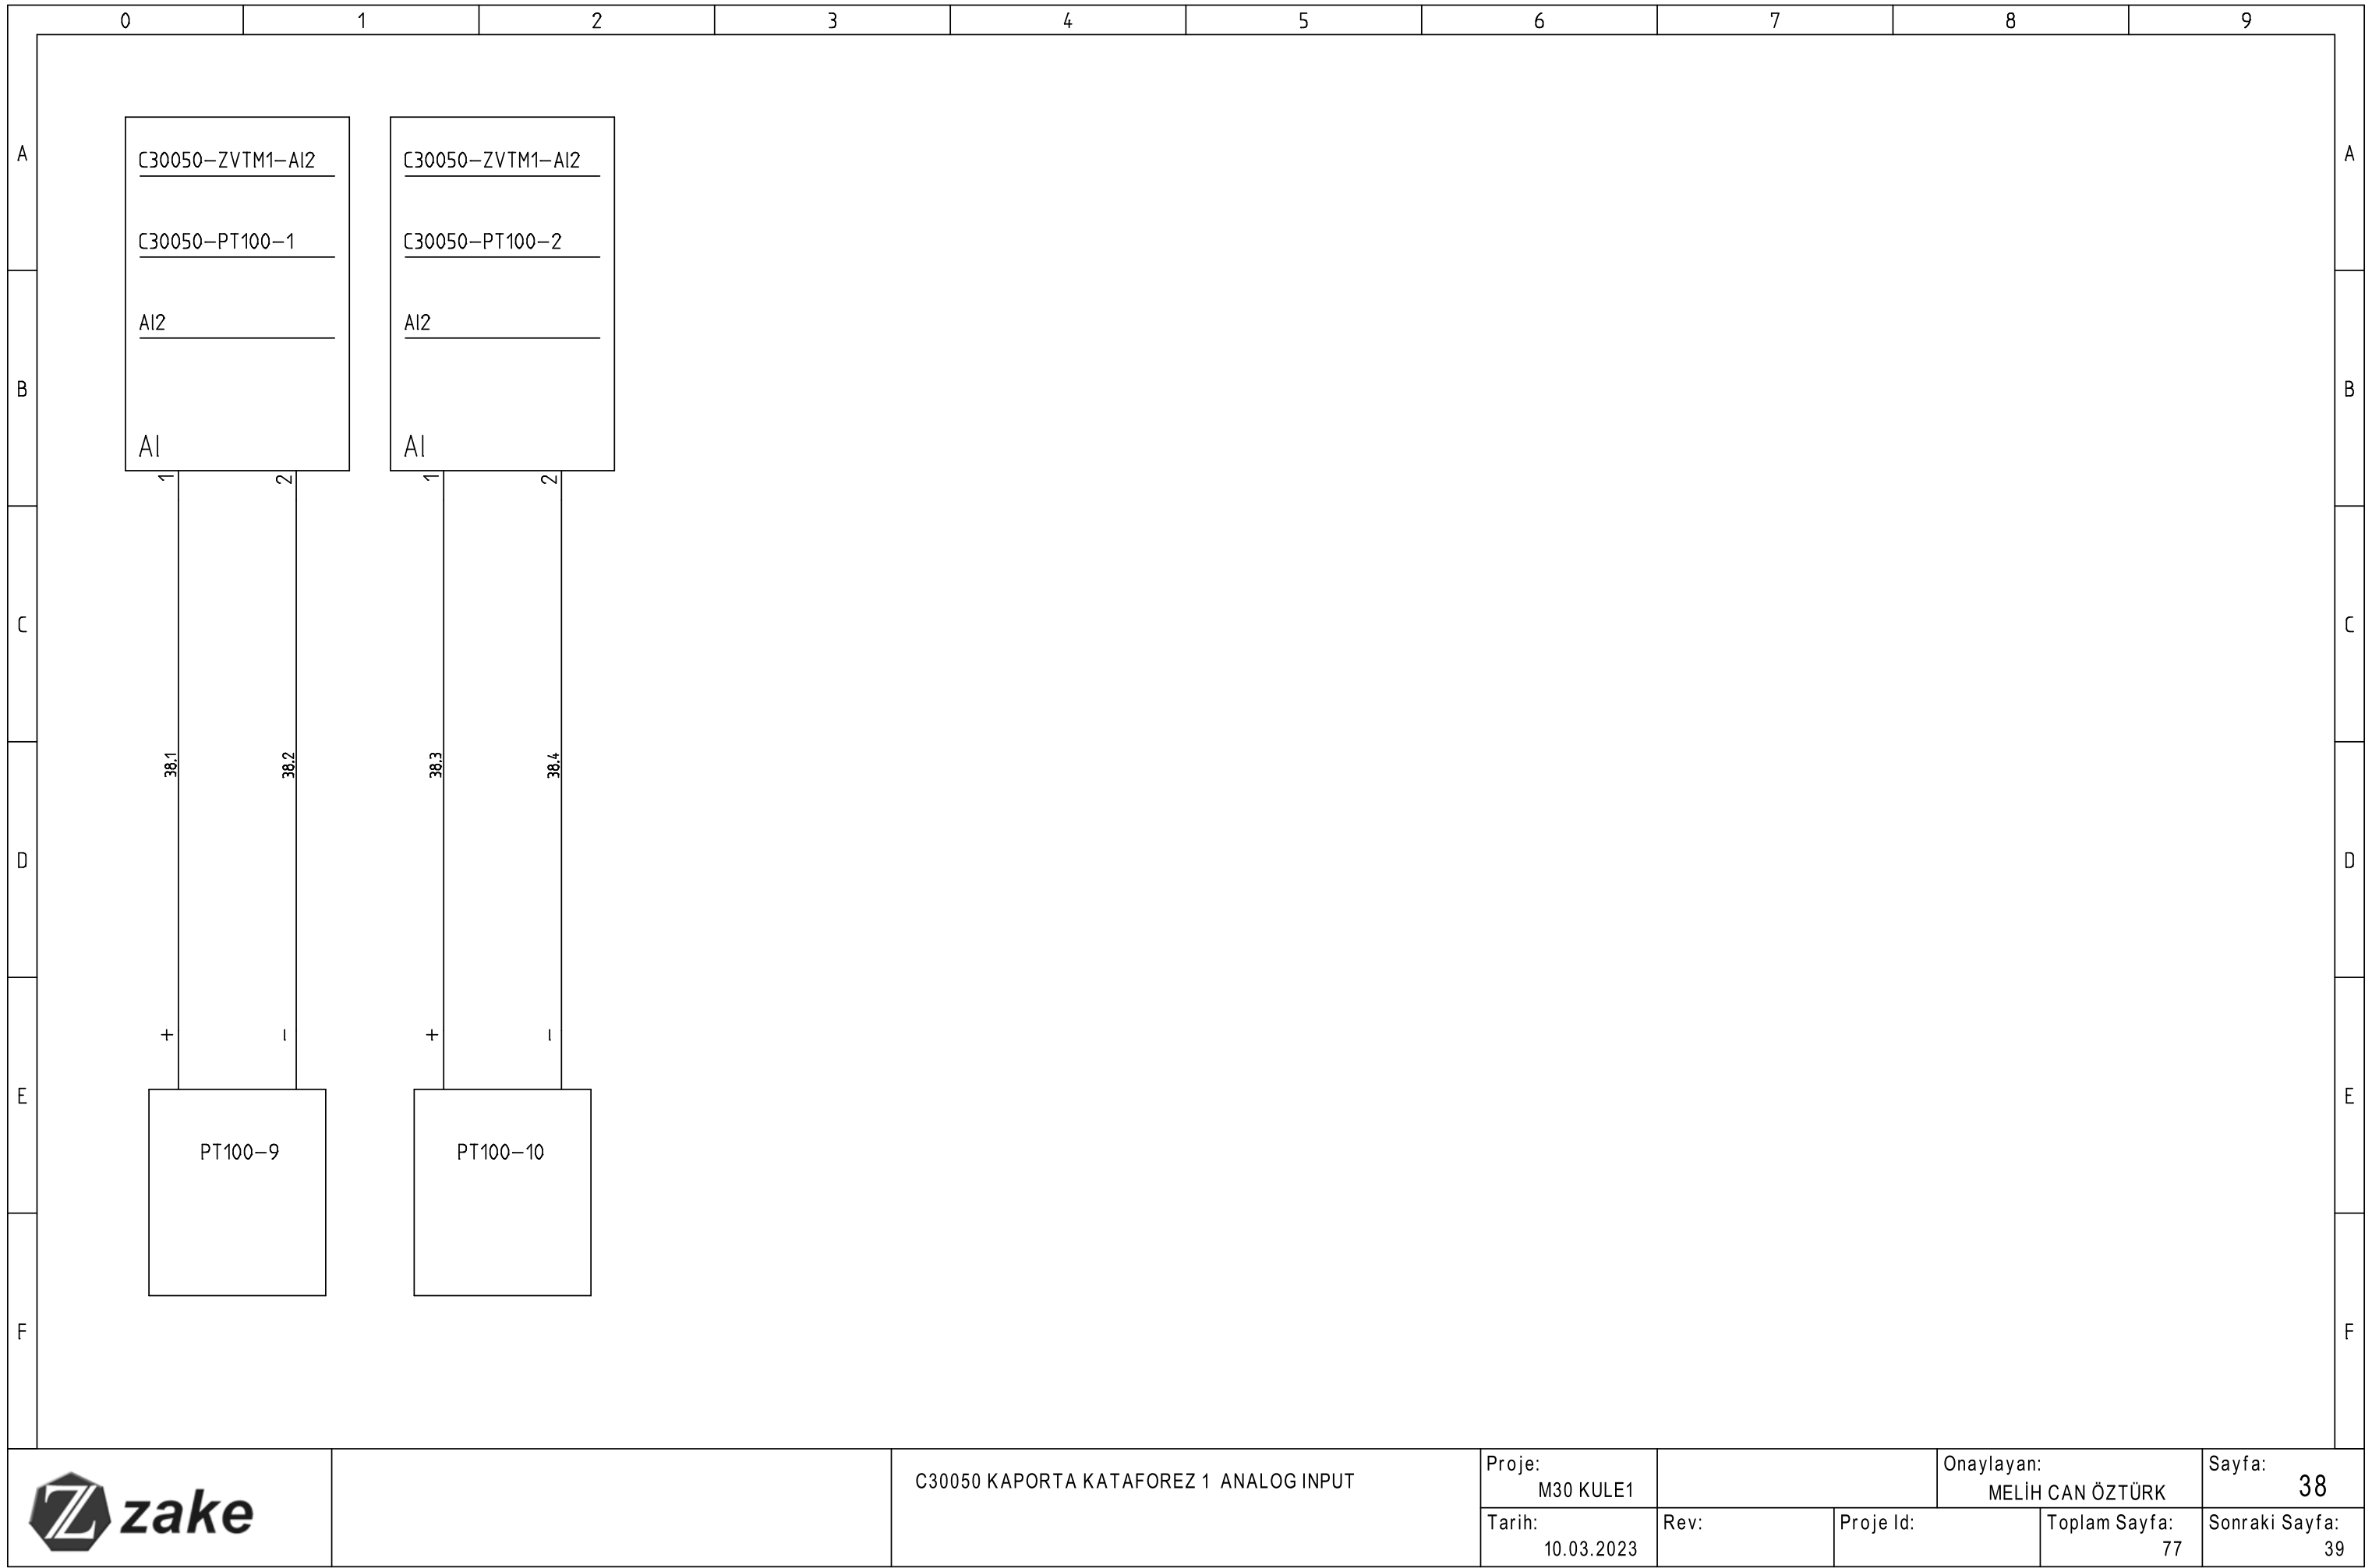 0 1 2 3 4 5 6 7 8 9
A A
C30050-ZVTM1-AI2 C30050-ZVTM1-AI2
C30050-PT100-1 C30050-PT100-2
AI2 AI2
B B
AI AI
1 2 1 2
C C
38.1 38.2 38.3 38.4
D D
+ - + -
E E
PT100-9 PT100-10
F F
zake
C30050 KAPORTA KATAFOREZ 1 ANALOG INPUT
Proje:
M30 KULE1
Onaylayan:
MELİH CAN ÖZTÜRK
Sayfa:
38
Tarih:
10.03.2023
Rev:
Proje Id:
Toplam Sayfa:
77
Sonraki Sayfa:
39